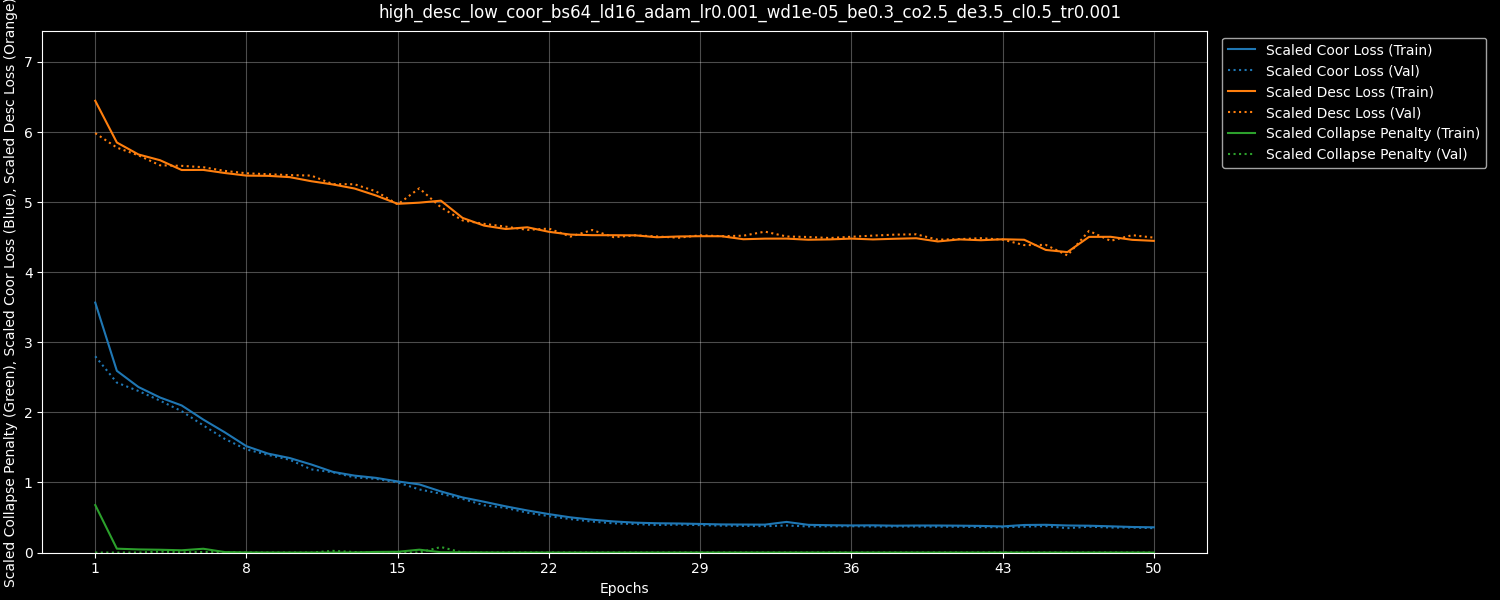 high_desc_low_coor_bs64_ld16_adam_lr0.001_wd1e-05_be0.3_co2.5_de3.5_cl0.5_tr0.001
Scaled Collapse Penalty (Green), Scaled Coor Loss (Blue), Scaled Desc Loss (Orange)
7
6
5
4
3
2
1
0
1 8 15 22 29 36 43 50
Epochs
Scaled Coor Loss (Train)
Scaled Coor Loss (Val)
Scaled Desc Loss (Train)
Scaled Desc Loss (Val)
Scaled Collapse Penalty (Train)
Scaled Collapse Penalty (Val)